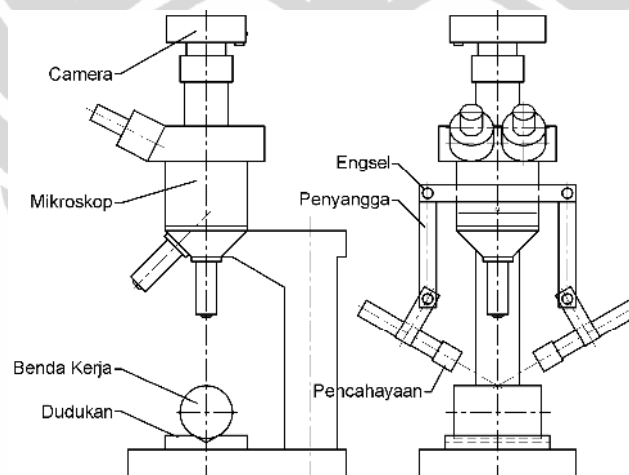 Camera
Mikroskop
Engsel
Penyangga
Benda Kerja
Dudukan
Pencahayaan